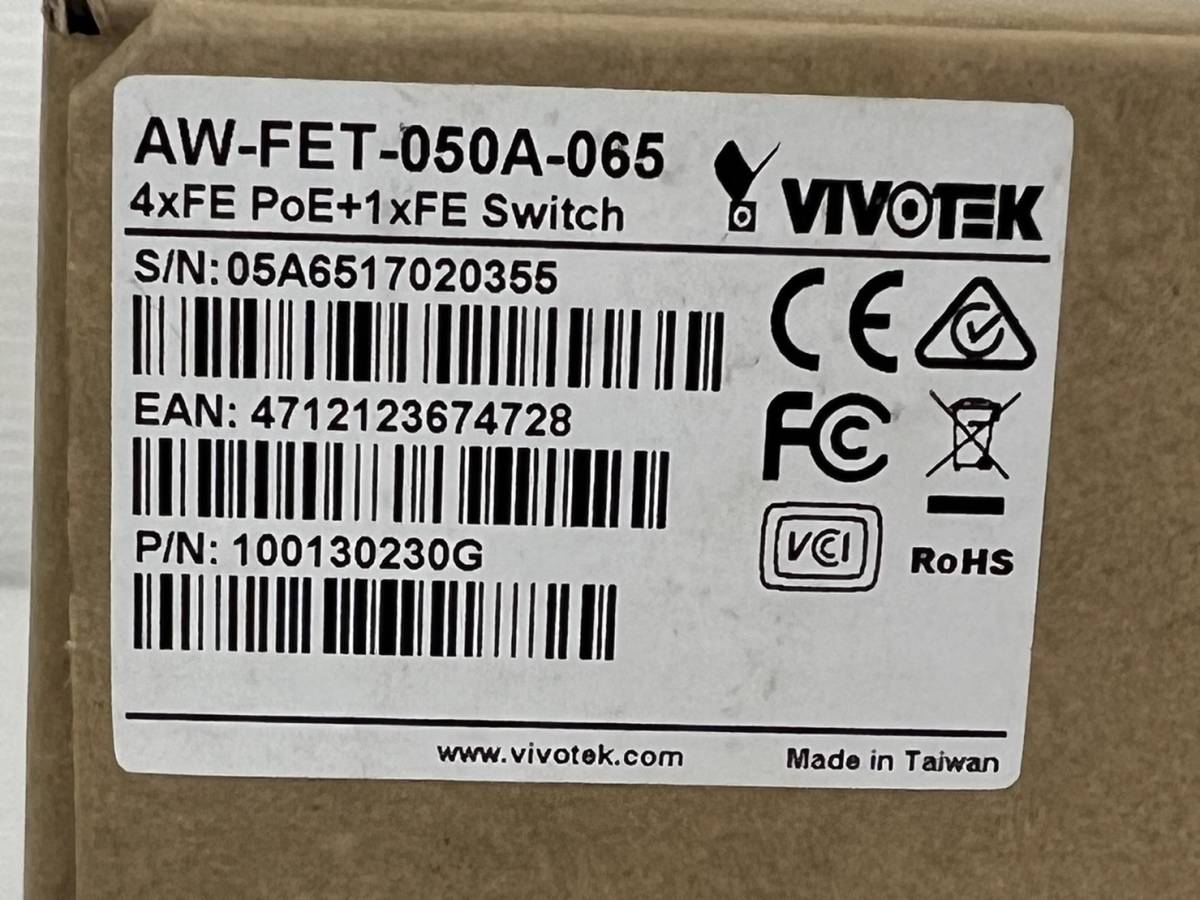 AW-FET-050A-065
4xFE PoE+1xFE Switch
VIVOTEK
S/N: 05A6517020355
EAN: 4712123674728
P/N: 100130230G
CE
FC
VCCI
RoHS
www.vivotek.com
Made in Taiwan